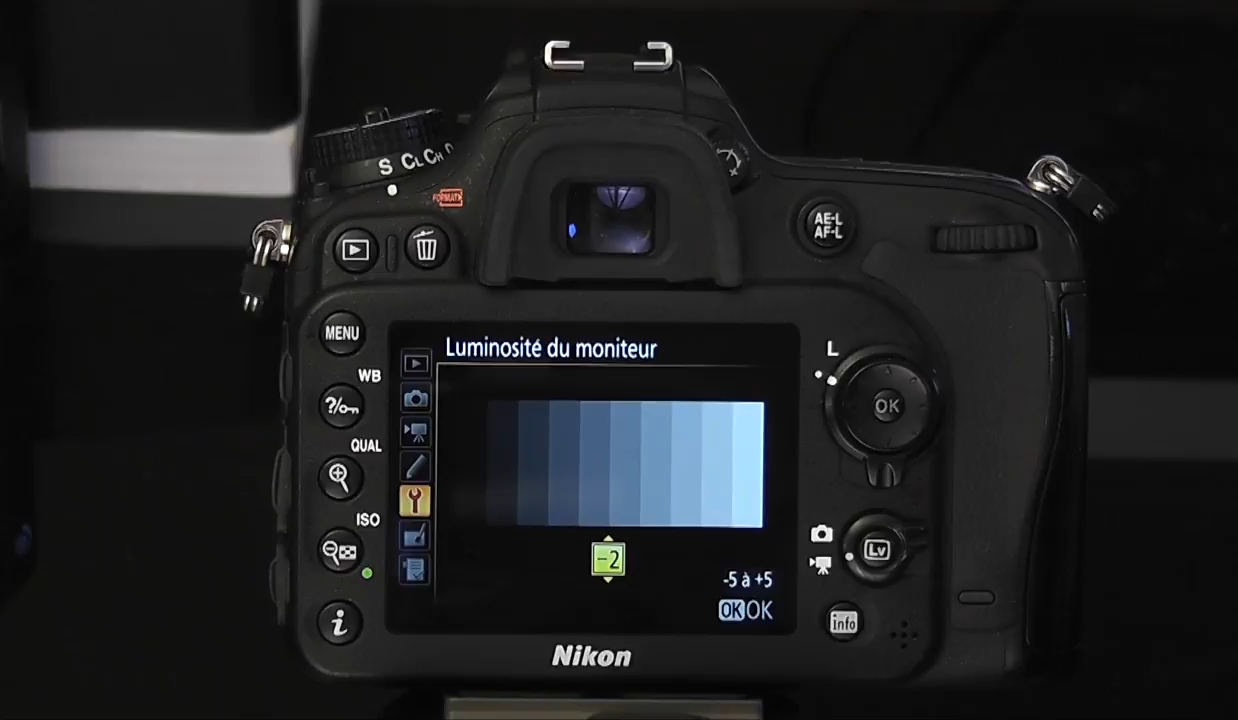 S CL CH
FORMAT
AE-L
AF-L
MENU
Luminosité du moniteur
L
WB
?
OK
QUAL
ISO
-2
Lv
-5 à +5
OK OK
i
info
Nikon